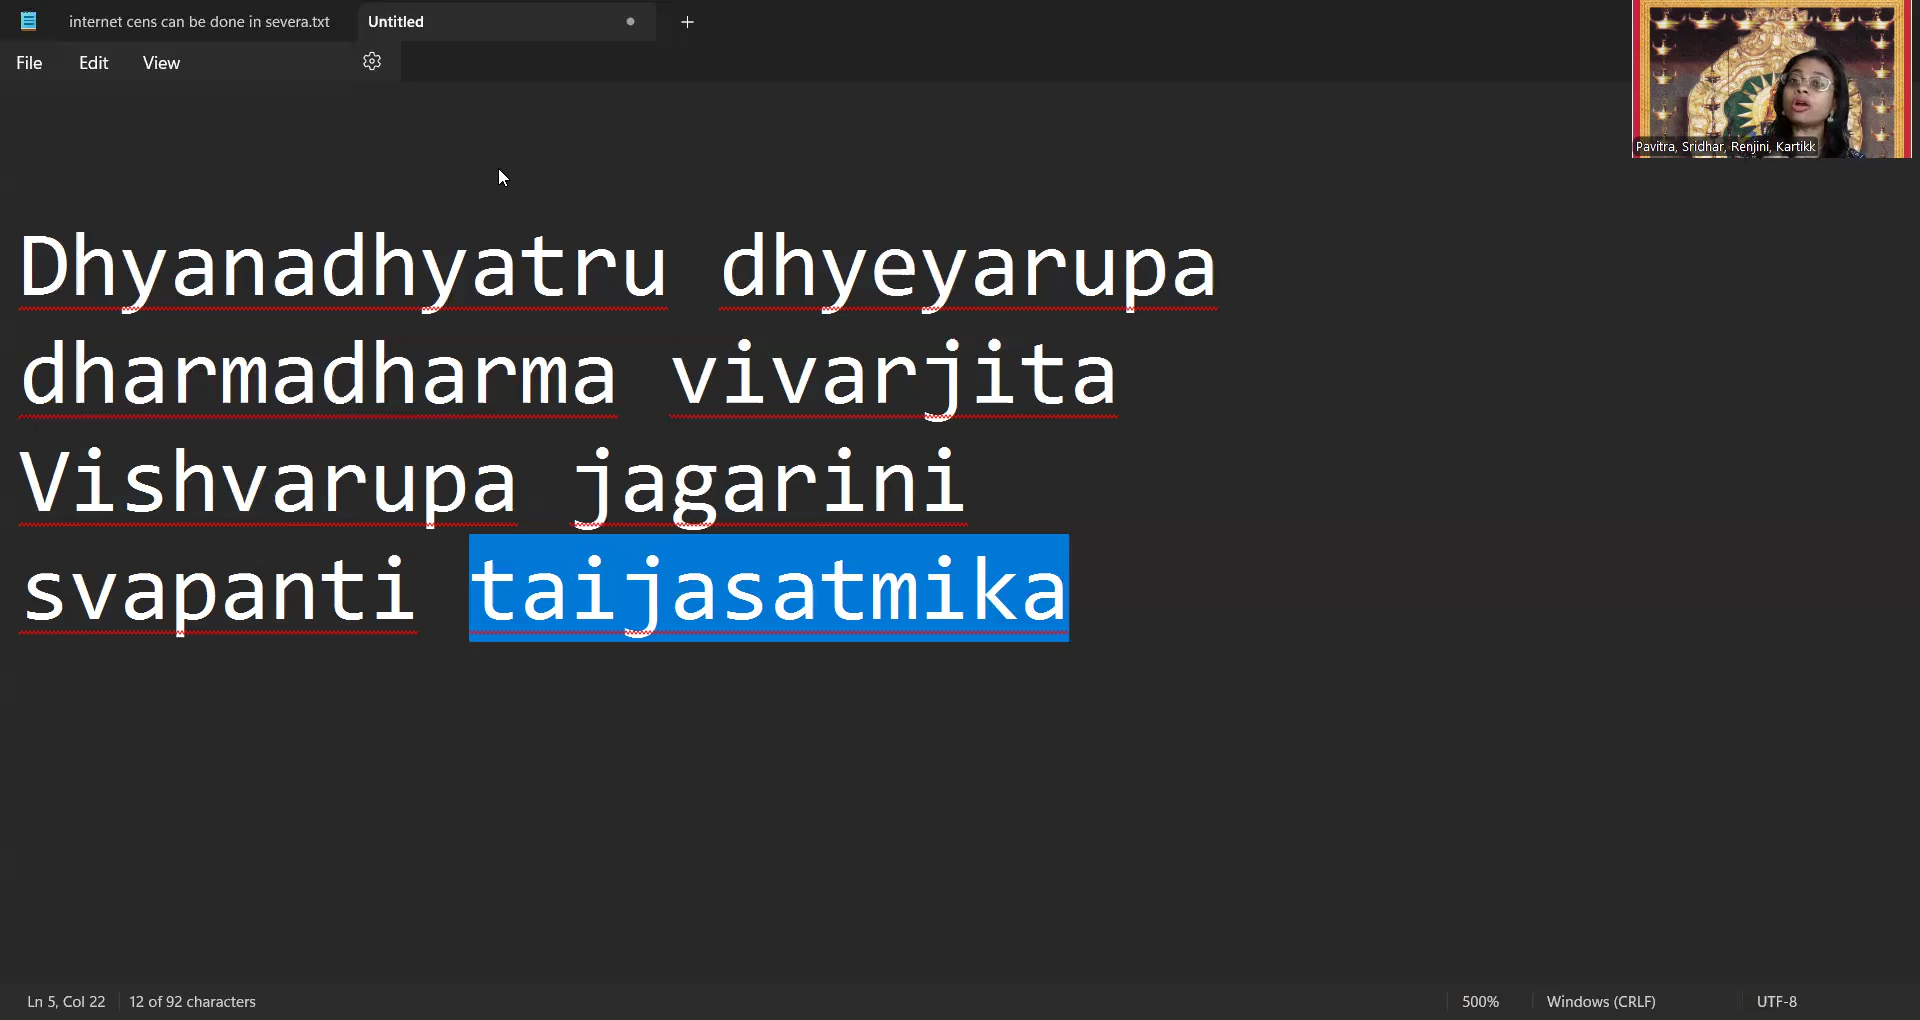 internet cens can be done in severa.txt
Untitled
File Edit View
Pavitra, Sridhar, Renjini, Kartikk
Dhyanadhyatru dhyeyarupa
dharmadharma vivarjita
Vishvarupa jagarini
svapanti taijasatmika
Ln 5, Col 22 12 of 92 characters 500% Windows (CRLF) UTF-8